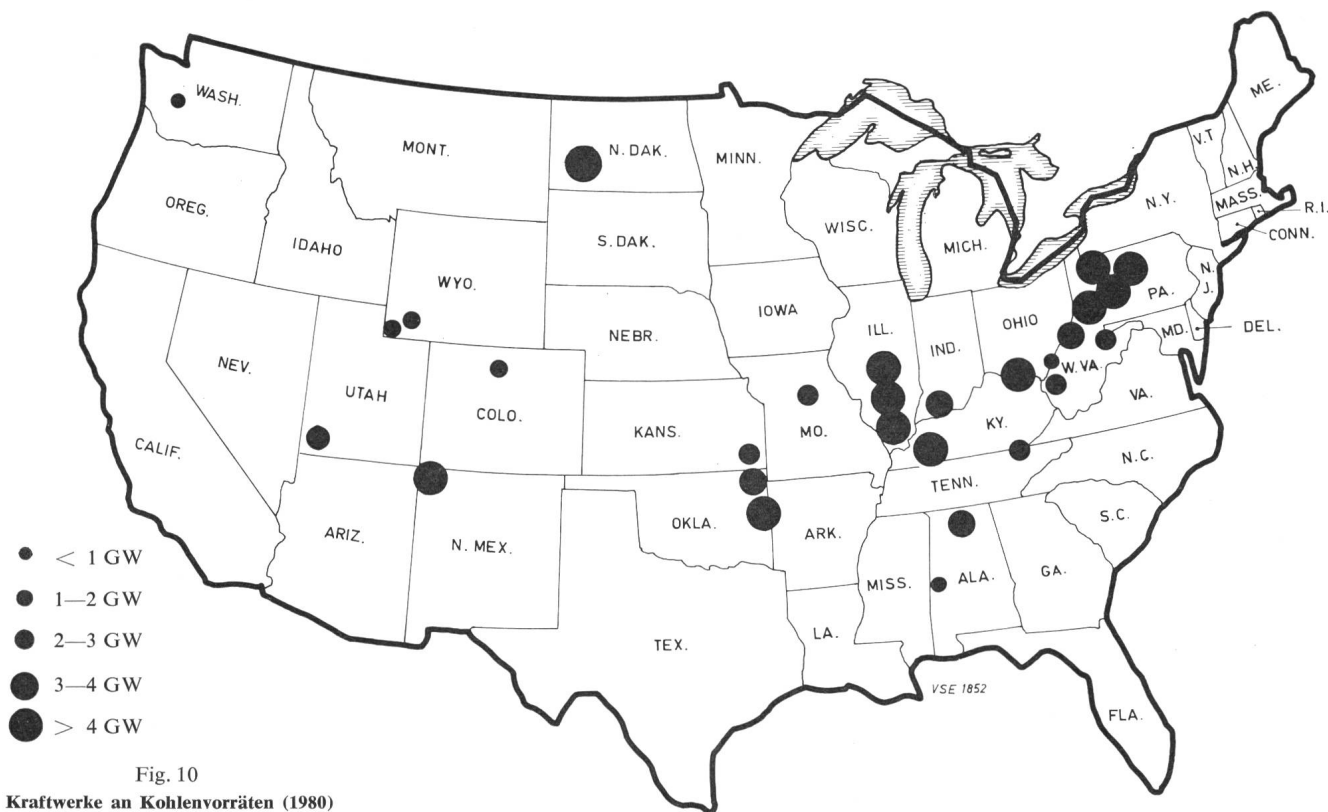 WASH.
MONT.
N. DAK.
MINN.
ME.
V.T
N.H.
OREG.
IDAHO
S. DAK.
WISC.
MICH.
N.Y.
MASS.
R.I.
CONN.
WYO.
IOWA
NEBR.
ILL.
IND.
OHIO
PA.
N.
J.
MD.
DEL.
NEV.
UTAH
COLO.
KANS.
MO.
KY.
W. VA.
VA.
CALIF.
ARIZ.
N. MEX.
OKLA.
ARK.
TENN.
N.C.
S.C.
MISS.
ALA.
GA.
TEX.
LA.
FLA.
VSE 1852
< 1 GW
1—2 GW
2—3 GW
3—4 GW
> 4 GW
Fig. 10
Kraftwerke an Kohlenvorräten (1980)